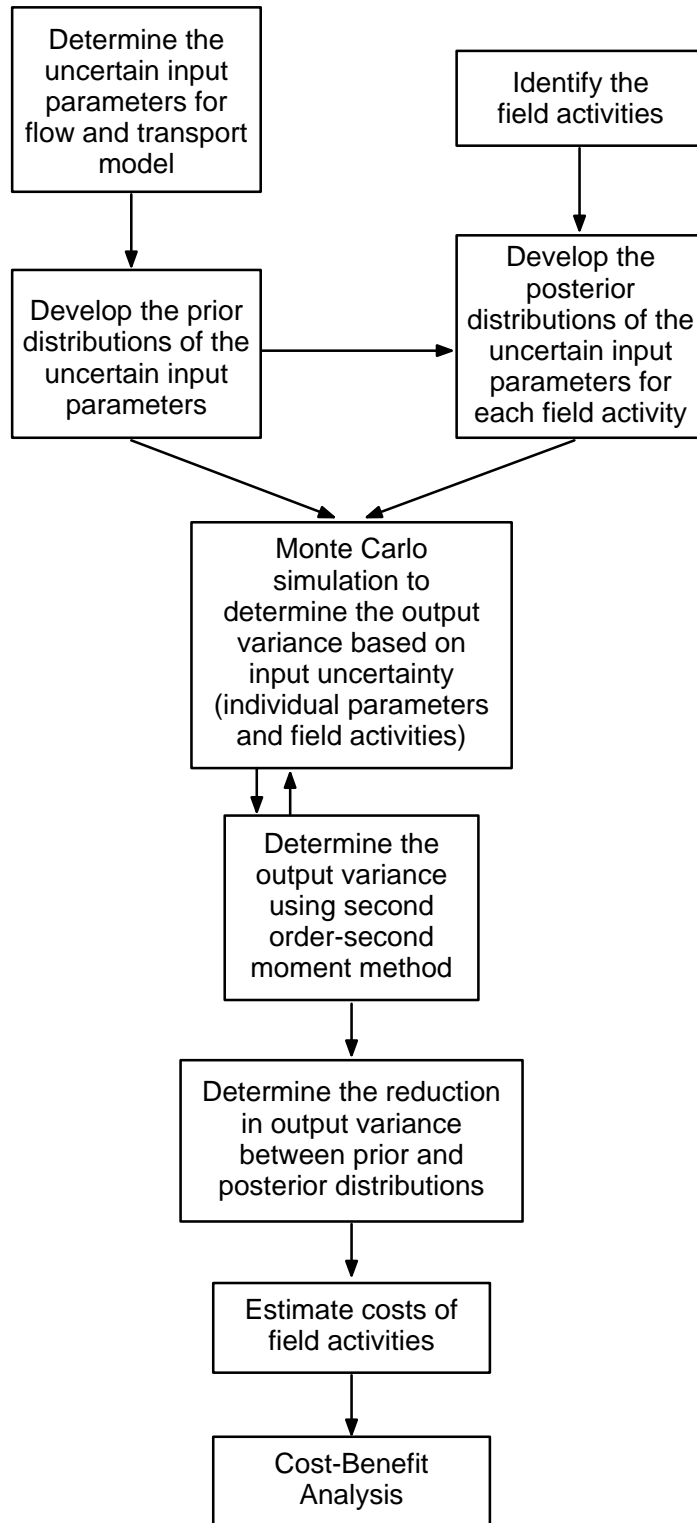 Determine the
uncertain input
parameters for
flow and transport
model
Identify the
field activities
Develop the prior
distributions of the
uncertain input
parameters
Develop the
posterior
distributions of the
uncertain input
parameters for
each field activity
Monte Carlo
simulation to
determine the output
variance based on
input uncertainty
(individual parameters
and field activities)
Determine the
output variance
using second
order-second
moment method
Determine the reduction
in output variance
between prior and
posterior distributions
Estimate costs of
field activities
Cost-Benefit
Analysis